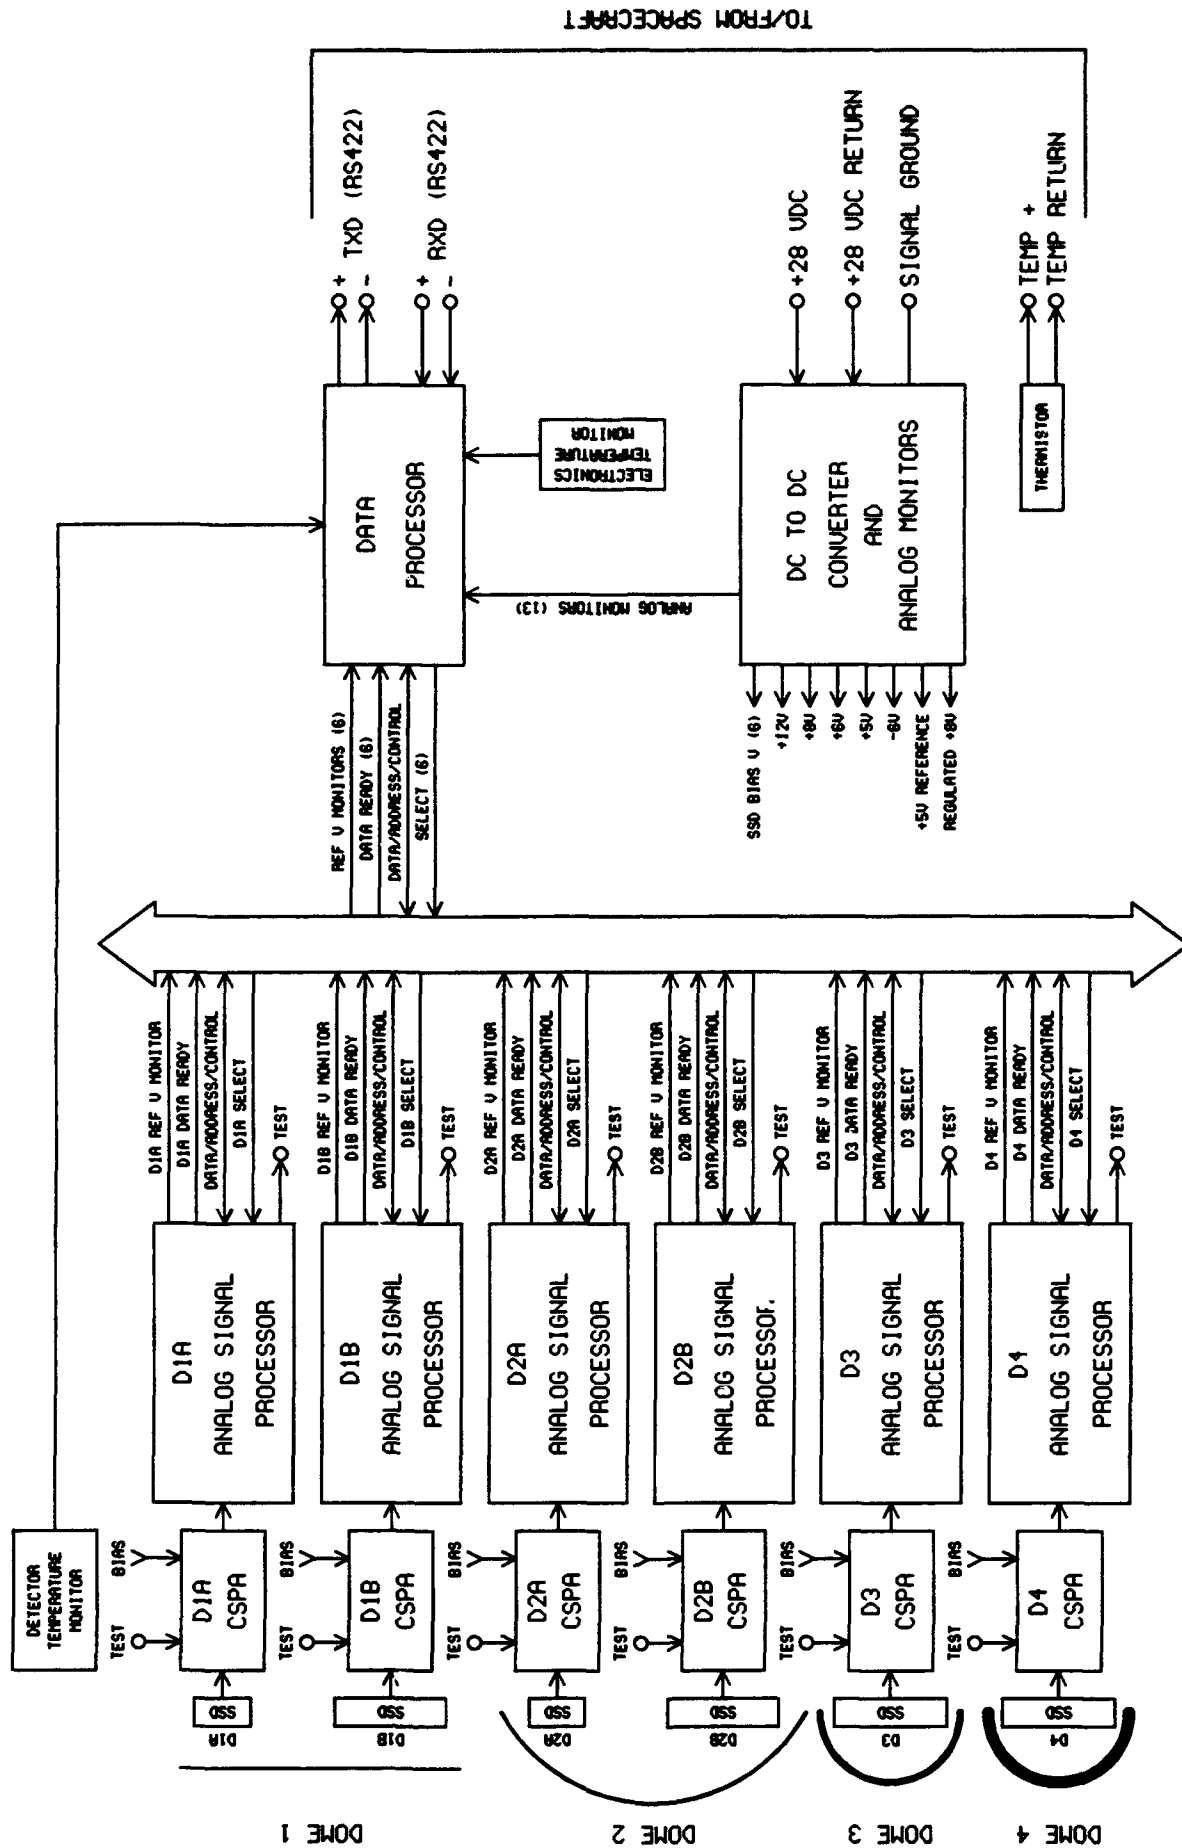 TO/FROM SPACECRAFT
DETECTOR
TEMPERATURE
MONITOR
DOME 1
DOME 2
DOME 3
DOME 4
D1A
SSD
TEST
BIAS
D1A
CSPA
D1A
ANALOG SIGNAL
PROCESSOR
D1A REF V MONITOR
D1A DATA READY
DATA/ADDRESS/CONTROL
D1A SELECT
TEST
D1B
SSD
TEST
BIAS
D1B
CSPA
D1B
ANALOG SIGNAL
PROCESSOR
D1B REF V MONITOR
D1B DATA READY
DATA/ADDRESS/CONTROL
D1B SELECT
TEST
D2A
SSD
TEST
BIAS
D2A
CSPA
D2A
ANALOG SIGNAL
PROCESSOR
D2A REF V MONITOR
D2A DATA READY
DATA/ADDRESS/CONTROL
D2A SELECT
TEST
D2B
SSD
TEST
BIAS
D2B
CSPA
D2B
ANALOG SIGNAL
PROCESSOR
D2B REF V MONITOR
D2B DATA READY
DATA/ADDRESS/CONTROL
D2B SELECT
TEST
D3
SSD
TEST
BIAS
D3
CSPA
D3
ANALOG SIGNAL
PROCESSOR
D3 REF V MONITOR
D3 DATA READY
DATA/ADDRESS/CONTROL
D3 SELECT
TEST
D4
SSD
TEST
BIAS
D4
CSPA
D4
ANALOG SIGNAL
PROCESSOR
D4 REF V MONITOR
D4 DATA READY
DATA/ADDRESS/CONTROL
D4 SELECT
TEST
REF V MONITORS (6)
DATA READY (6)
DATA/ADDRESS/CONTROL
SELECT (6)
DATA
PROCESSOR
+
TXD (RS422)
-
+
RXD (RS422)
-
ELECTRONICS
TEMPERATURE
MONITOR
ANALOG MONITORS (13)
DC TO DC
CONVERTER
AND
ANALOG MONITORS
SSD BIAS V (6)
+12V
+8V
+6V
+5V
-6V
+5V REFERENCE
REGULATED +8V
+28 VDC
+28 VDC RETURN
SIGNAL GROUND
THERMISTOR
TEMP +
TEMP RETURN